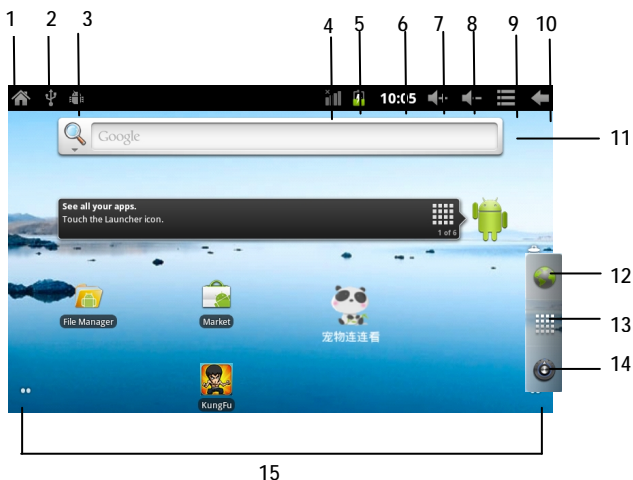 1 2 3 4 5 6 7 8 9 10
10:05
Google
11
See all your apps.
Touch the Launcher icon.
1 of 6
12
File Manager
Market
宠物连连看
13
14
KungFu
15